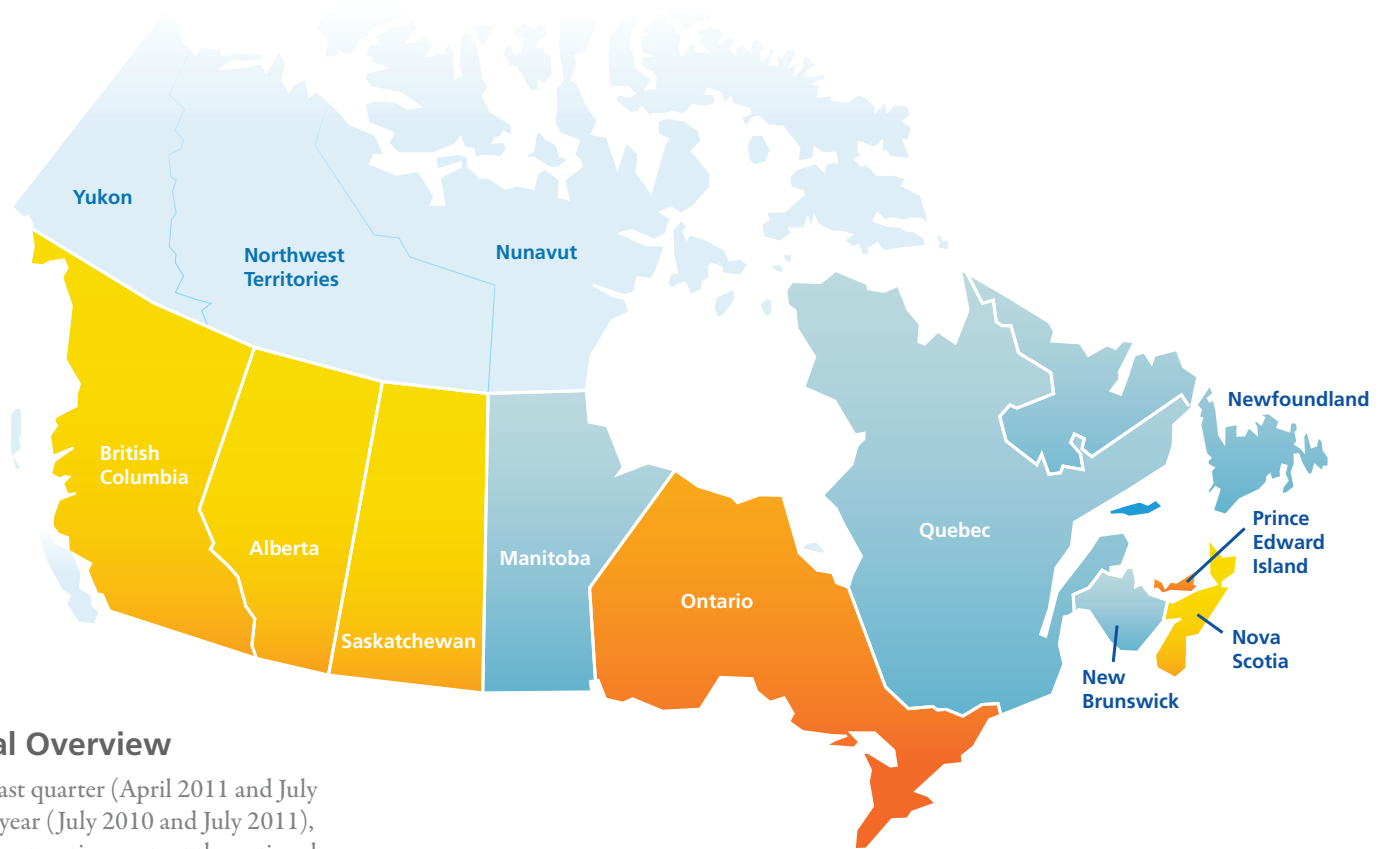 Yukon
Northwest
Territories
Nunavut
British
Columbia
Alberta
Saskatchewan
Manitoba
Ontario
Quebec
Newfoundland
Prince
Edward
Island
Nova
Scotia
New
Brunswick
al Overview
ast quarter (April 2011 and July
year (July 2010 and July 2011),